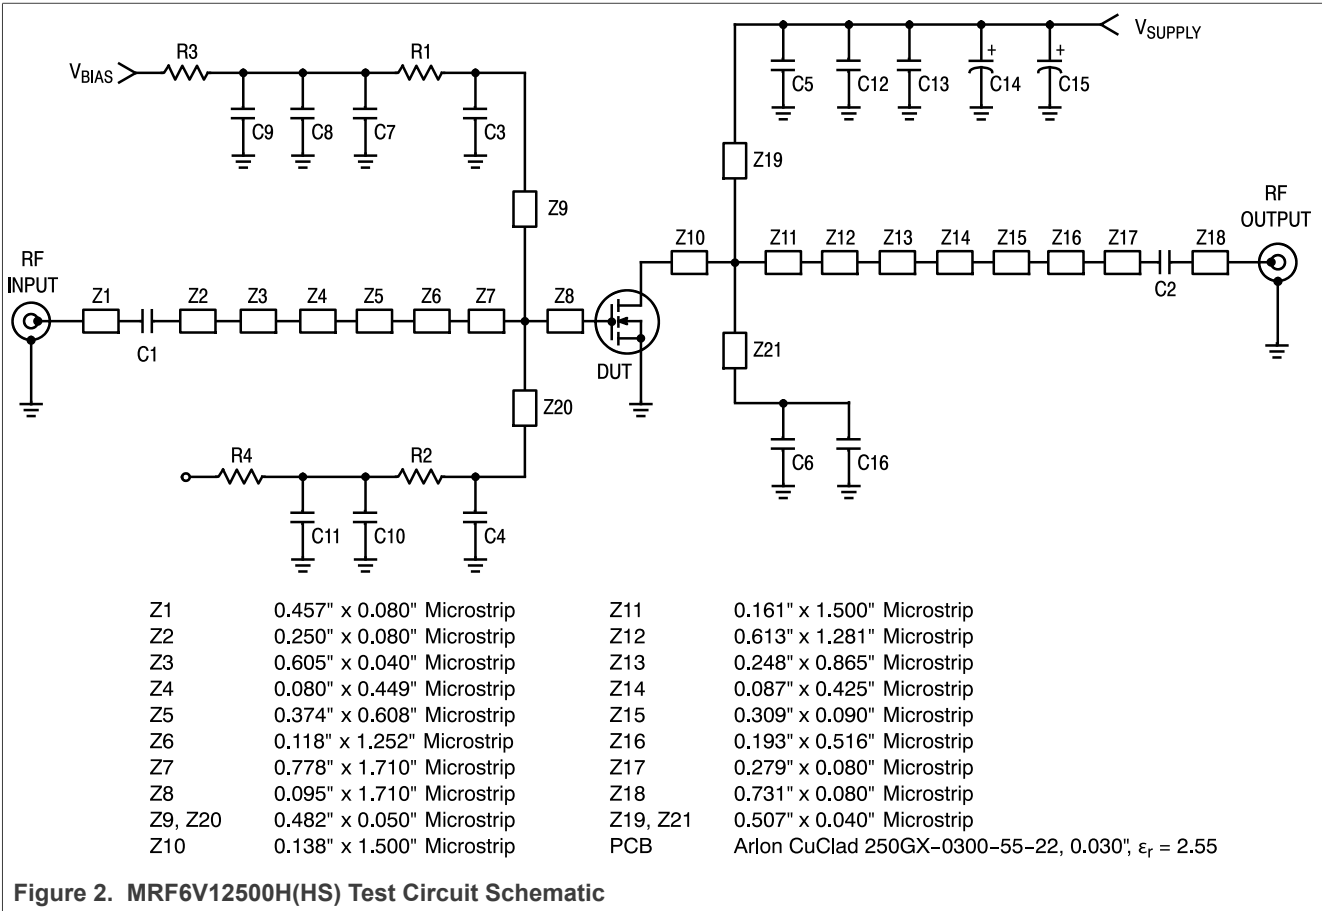 VSUPPLY
R3
R1
VBIAS
C9
C8
C7
C3
+
+
C5
C12
C13
C14
C15
Z19
Z9
RF
OUTPUT
Z10
Z11
Z12
Z13
Z14
Z15
Z16
Z17
Z18
C2
RF
INPUT
Z1
Z2
Z3
Z4
Z5
Z6
Z7
Z8
C1
DUT
Z21
Z20
R4
R2
C11
C10
C4
C6
C16
Z1 0.457" x 0.080" Microstrip
Z2 0.250" x 0.080" Microstrip
Z3 0.605" x 0.040" Microstrip
Z4 0.080" x 0.449" Microstrip
Z5 0.374" x 0.608" Microstrip
Z6 0.118" x 1.252" Microstrip
Z7 0.778" x 1.710" Microstrip
Z8 0.095" x 1.710" Microstrip
Z9, Z20 0.482" x 0.050" Microstrip
Z10 0.138" x 1.500" Microstrip
Z11 0.161" x 1.500" Microstrip
Z12 0.613" x 1.281" Microstrip
Z13 0.248" x 0.865" Microstrip
Z14 0.087" x 0.425" Microstrip
Z15 0.309" x 0.090" Microstrip
Z16 0.193" x 0.516" Microstrip
Z17 0.279" x 0.080" Microstrip
Z18 0.731" x 0.080" Microstrip
Z19, Z21 0.507" x 0.040" Microstrip
PCB Arlon CuClad 250GX-0300-55-22, 0.030", εr = 2.55
Figure 2. MRF6V12500H(HS) Test Circuit Schematic